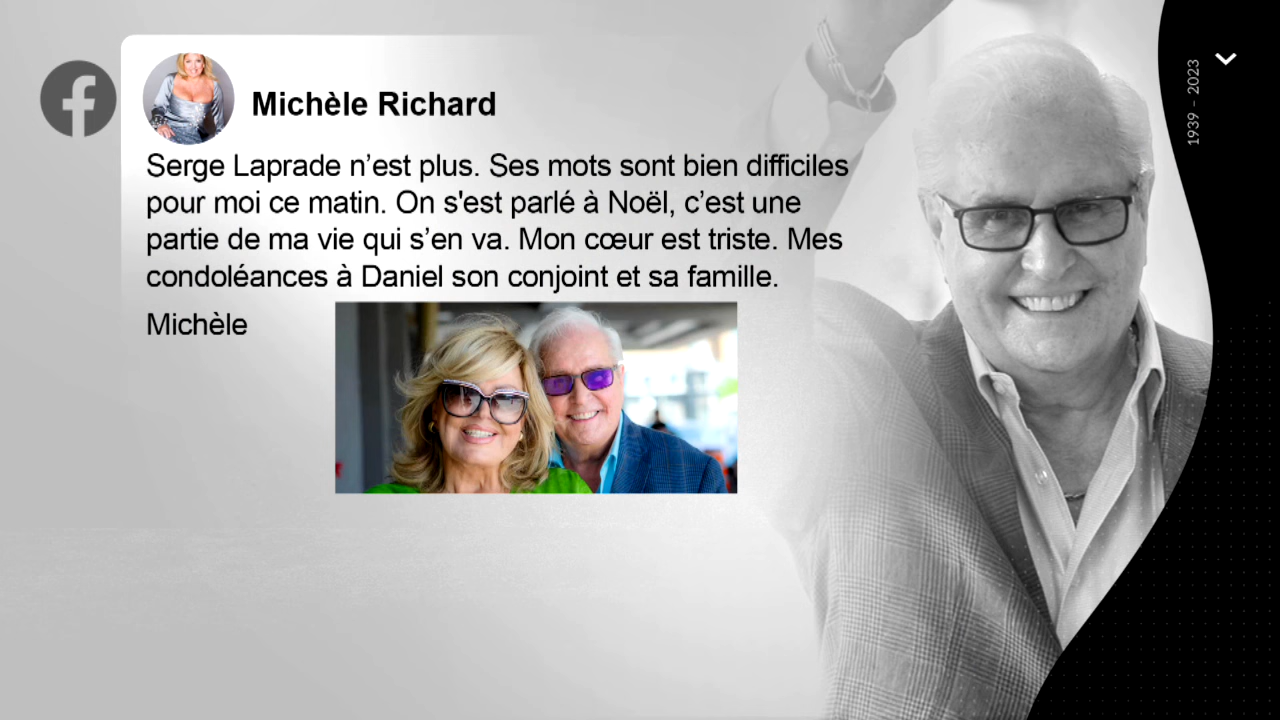 Michèle Richard
Serge Laprade n’est plus. Ses mots sont bien difficiles
pour moi ce matin. On s'est parlé à Noël, c’est une
partie de ma vie qui s’en va. Mon cœur est triste. Mes
condoléances à Daniel son conjoint et sa famille.
Michèle
1939 - 2023